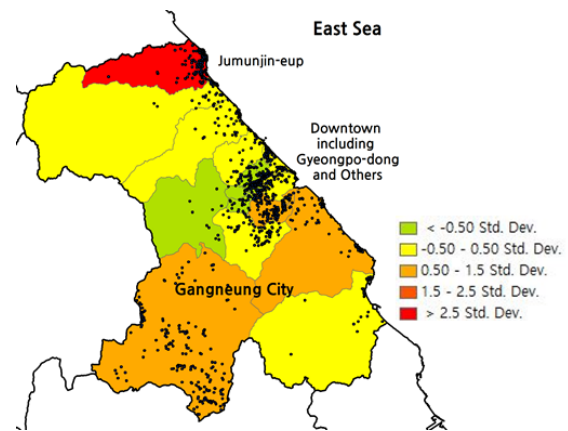 East Sea
Jumunjin-eup
Downtown
including
Gyeongpo-dong
and Others
< -0.50 Std. Dev.
-0.50 - 0.50 Std. Dev.
0.50 - 1.5 Std. Dev.
1.5 - 2.5 Std. Dev.
> 2.5 Std. Dev.
Gangneung City